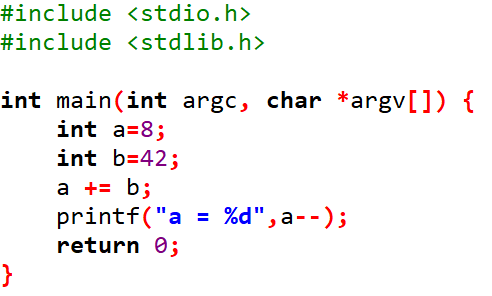 #include <stdio.h>
#include <stdlib.h>
int main(int argc, char *argv[]) {
    int a=8;
    int b=42;
    a += b;
    printf("a = %d",a--);
    return 0;
}